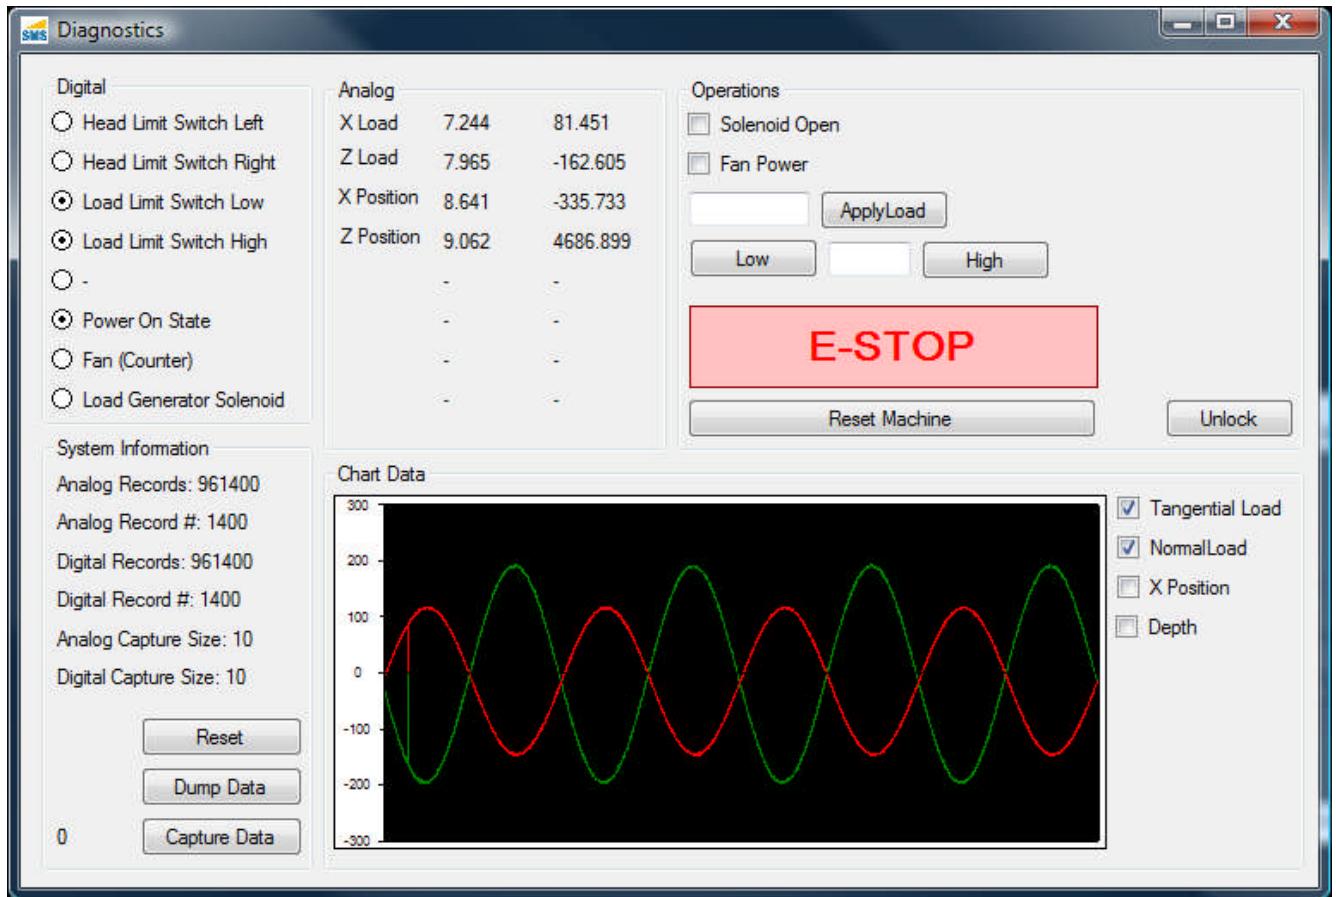 SMS Diagnostics
Digital
Head Limit Switch Left
Head Limit Switch Right
Load Limit Switch Low
Load Limit Switch High
-
Power On State
Fan (Counter)
Load Generator Solenoid
Analog
X Load 7.244 81.451
Z Load 7.965 -162.605
X Position 8.641 -335.733
Z Position 9.062 4686.899
- -
- -
- -
- -
Operations
Solenoid Open
Fan Power
ApplyLoad
Low High
E-STOP
Reset Machine Unlock
System Information
Analog Records: 961400
Analog Record #: 1400
Digital Records: 961400
Digital Record #: 1400
Analog Capture Size: 10
Digital Capture Size: 10
Reset
Dump Data
0 Capture Data
Chart Data
300
200
100
0
-100
-200
-300
Tangential Load
NormalLoad
X Position
Depth